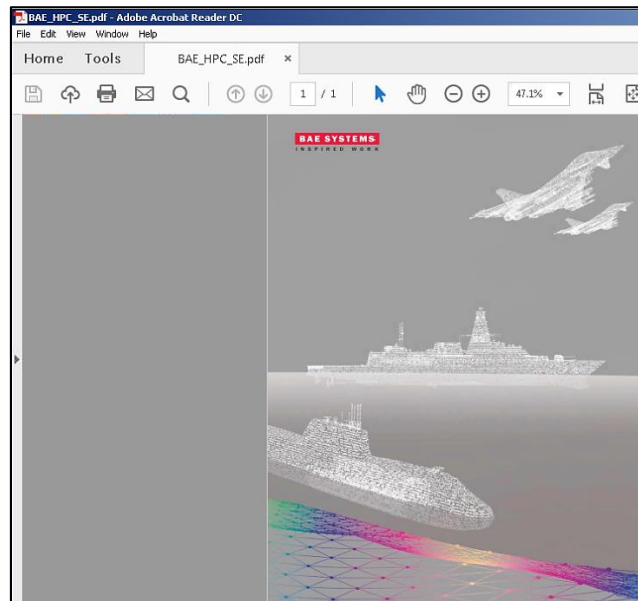 BAE_HPC_SE.pdf - Adobe Acrobat Reader DC
File Edit View Window Help
Home Tools BAE_HPC_SE.pdf ×
1 / 1 47.1%
BAE SYSTEMS
INSPIRED WORK